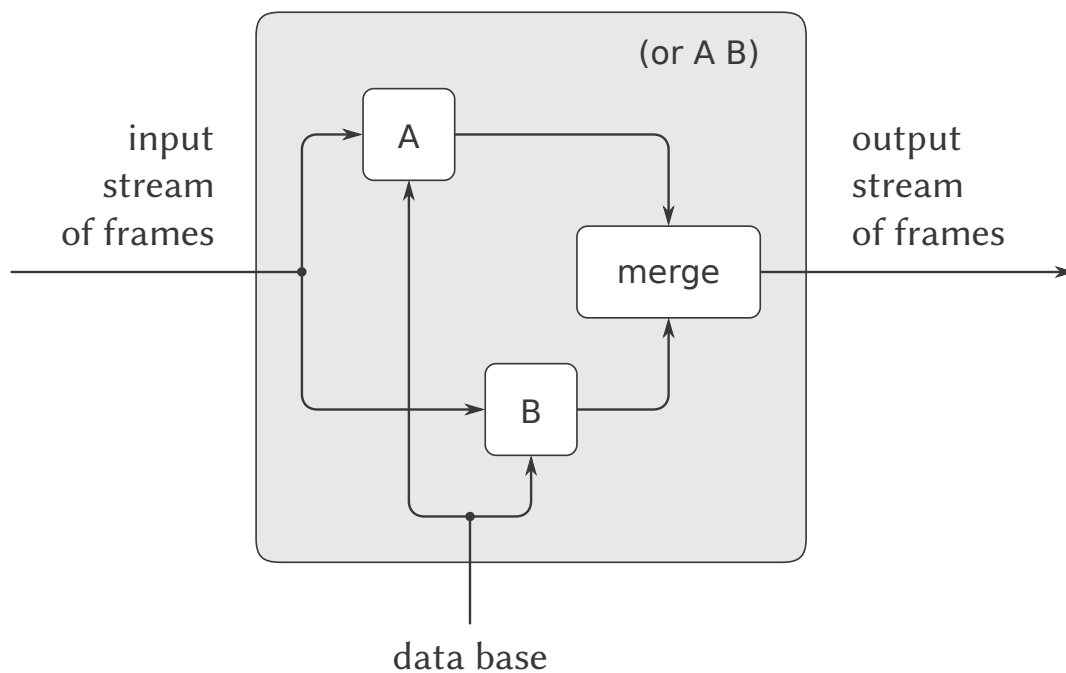 (or A B)
input
stream
of frames
A
output
stream
of frames
merge
B
data base